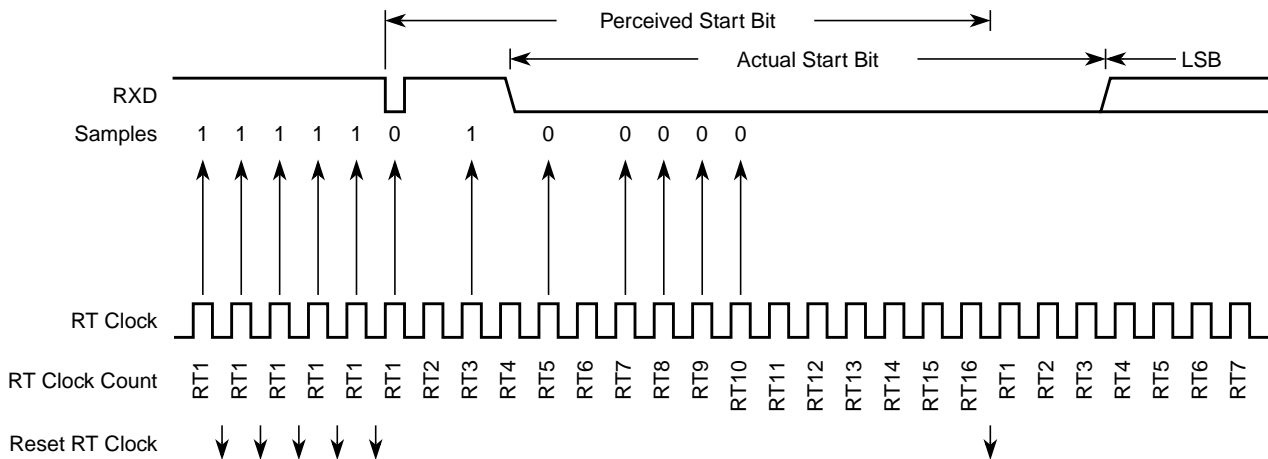 Perceived Start Bit
Actual Start Bit
LSB
RXD
Samples 1 1 1 1 1 0 1 0 0 0 0 0
RT Clock
RT Clock Count RT1 RT1 RT1 RT1 RT1 RT1 RT2 RT3 RT4 RT5 RT6 RT7 RT8 RT9 RT10 RT11 RT12 RT13 RT14 RT15 RT16 RT1 RT2 RT3 RT4 RT5 RT6 RT7
Reset RT Clock